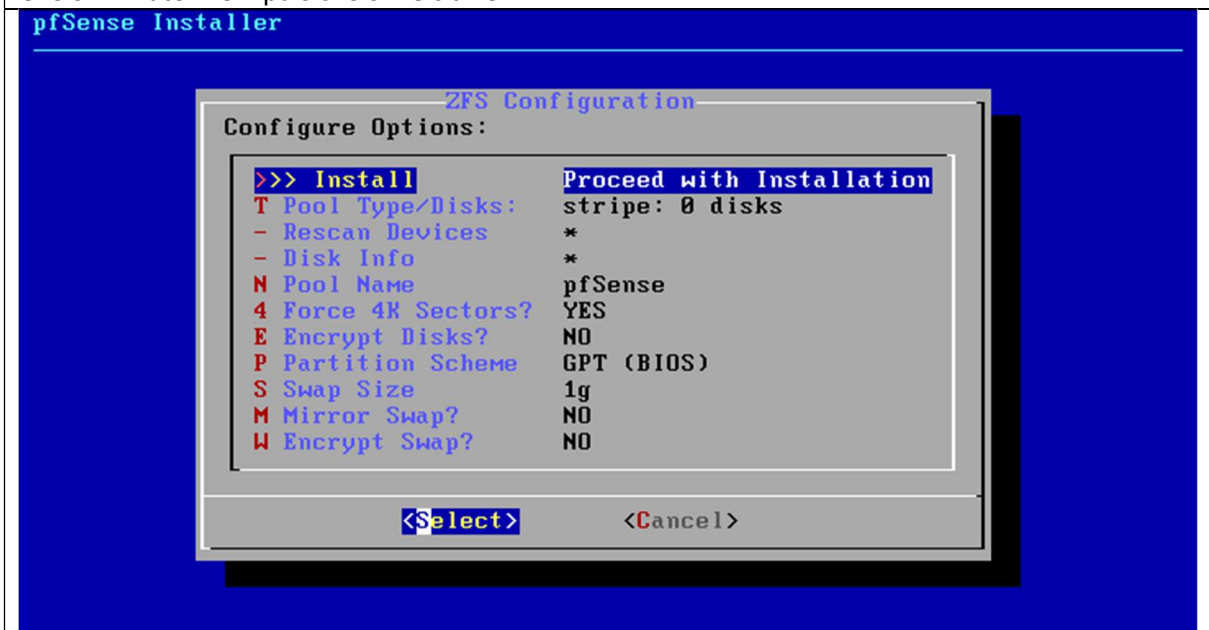 pfSense Installer
ZFS Configuration
Configure Options:
>>> Install Proceed with Installation
T Pool Type/Disks: stripe: 0 disks
- Rescan Devices *
- Disk Info *
N Pool Name pfSense
4 Force 4K Sectors? YES
E Encrypt Disks? NO
P Partition Scheme GPT (BIOS)
S Swap Size 1g
M Mirror Swap? NO
W Encrypt Swap? NO
<Select> <Cancel>